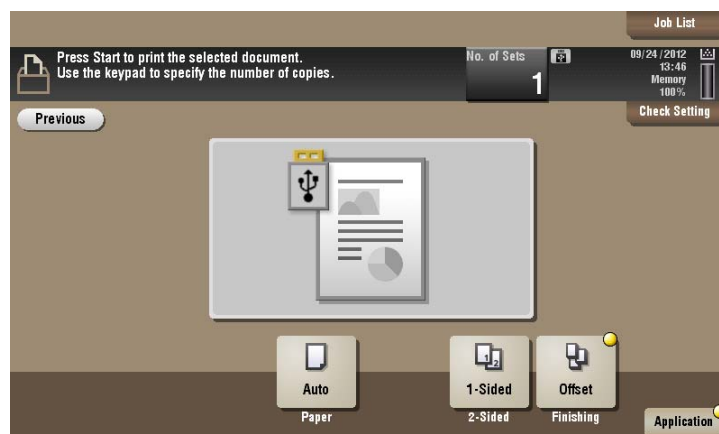 Job List
Press Start to print the selected document.
Use the keypad to specify the number of copies.
No. of Sets
1
09/24/2012
13:46
Memory
100%
Previous
Check Setting
1 2
Auto
1-Sided
Offset
Paper
2-Sided
Finishing
Application